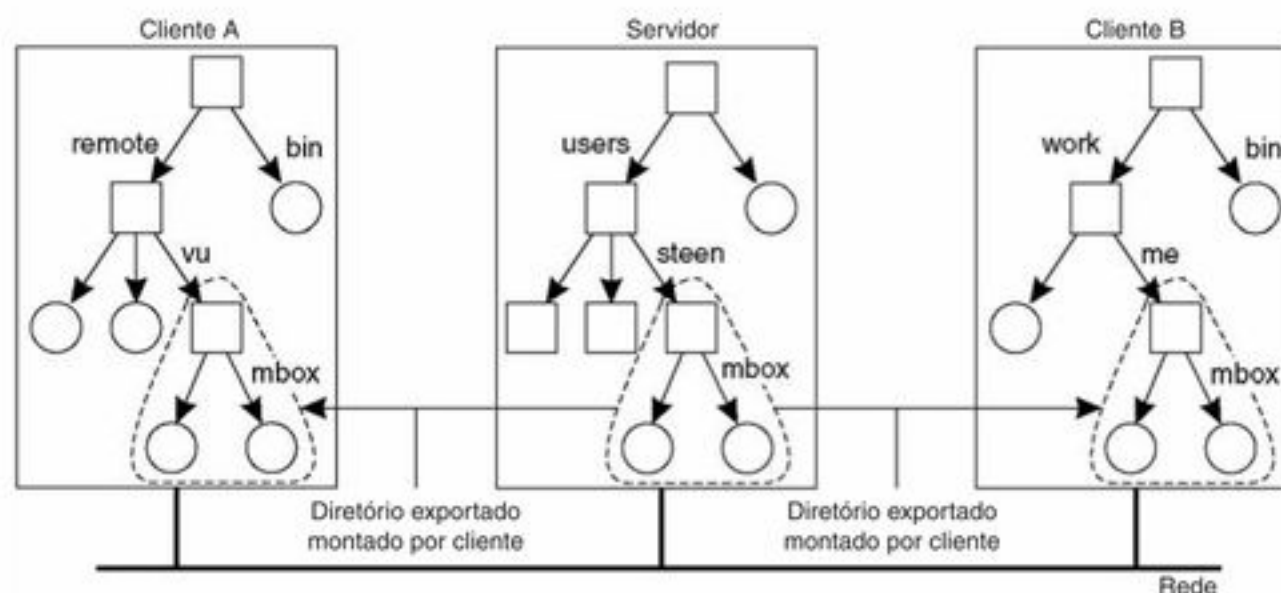 Cliente A
Servidor
Cliente B
remote
bin
users
work
bin
vu
steen
me
mbox
mbox
mbox
Diretório exportado
montado por cliente
Diretório exportado
montado por cliente
Rede